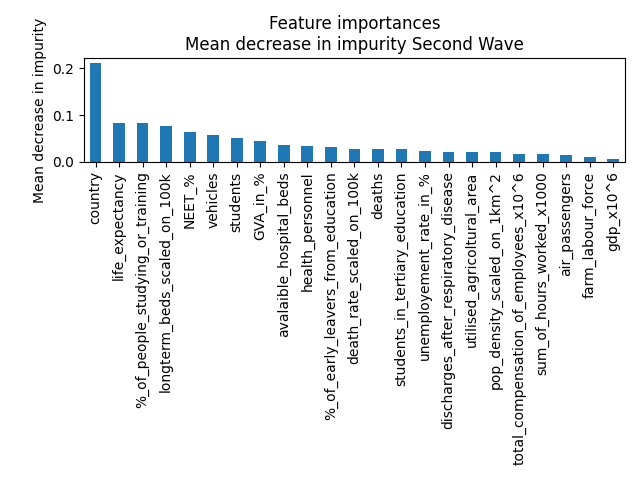 Feature importances
Mean decrease in impurity Second Wave
Mean decrease in impurity
0.2
0.1
0.0
country
life_expectancy
%_of_people_studying_or_training
longterm_beds_scaled_on_100k
NEET_%
vehicles
students
GVA_in_%
avalaible_hospital_beds
health_personnel
%_of_early_leavers_from_education
death_rate_scaled_on_100k
deaths
students_in_tertiary_education
unemployement_rate_in_%
discharges_after_respiratory_disease
utilised_agricoltural_area
pop_density_scaled_on_1km^2
total_compensation_of_employees_x10^6
sum_of_hours_worked_x1000
air_passengers
farm_labour_force
gdp_x10^6